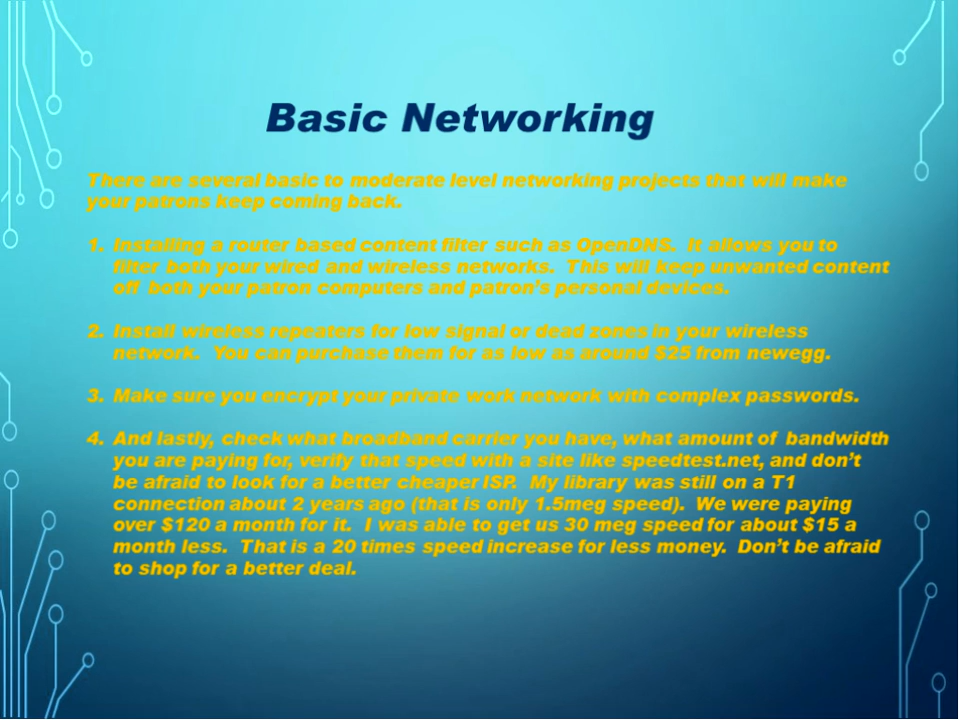 Basic Networking
There are several basic to moderate level networking projects that will make
your patrons keep coming back.
1. Installing a router based content filter such as OpenDNS. It allows you to
filter both your wired and wireless networks. This will keep unwanted content
off both your patron computers and patron's personal devices.
2. Install wireless repeaters for low signal or dead zones in your wireless
network. You can purchase them for as low as around $25 from newegg.
3. Make sure you encrypt your private work network with complex passwords.
4. And lastly, check what broadband carrier you have, what amount of bandwidth
you are paying for, verify that speed with a site like speedtest.net, and don't
be afraid to look for a better cheaper ISP. My library was still on a T1
connection about 2 years ago (that is only 1.5meg speed). We were paying
over $120 a month for it. I was able to get us 30 meg speed for about $15 a
month less. That is a 20 times speed increase for less money. Don't be afraid
to shop for a better deal.